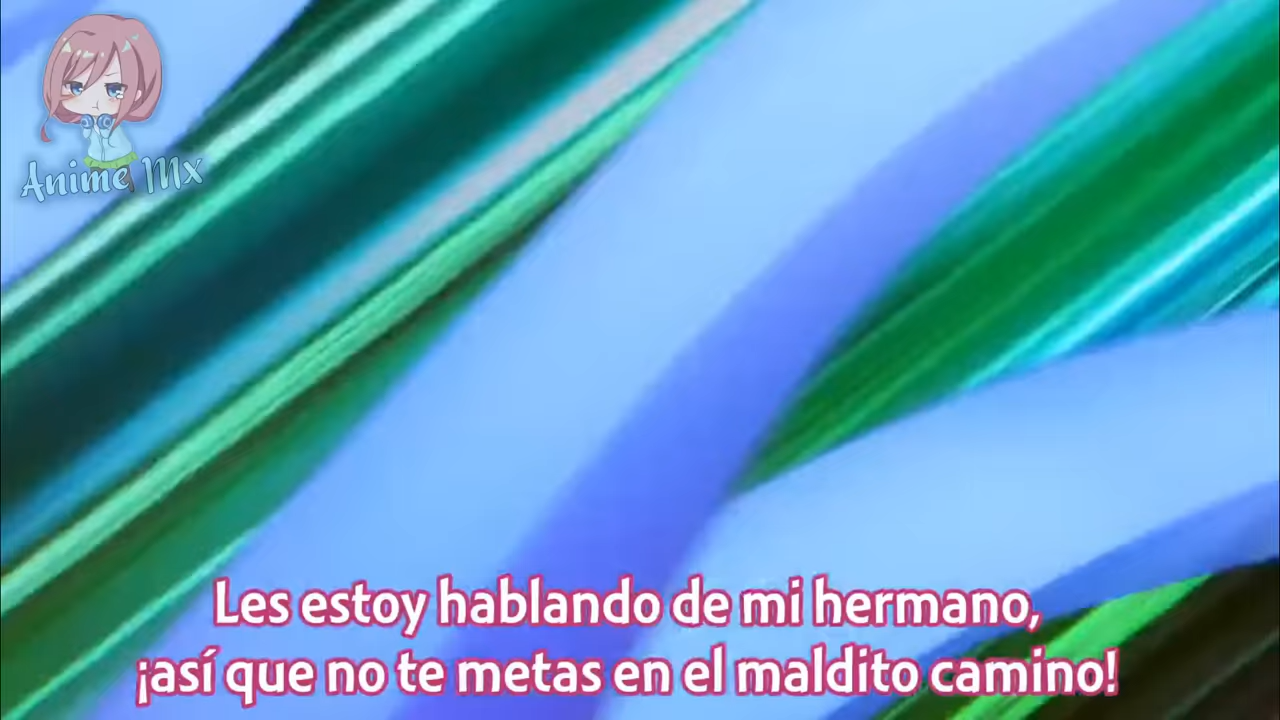 Anime Mx
Les estoy hablando de mi hermano,
¡así que no te metas en el maldito camino!